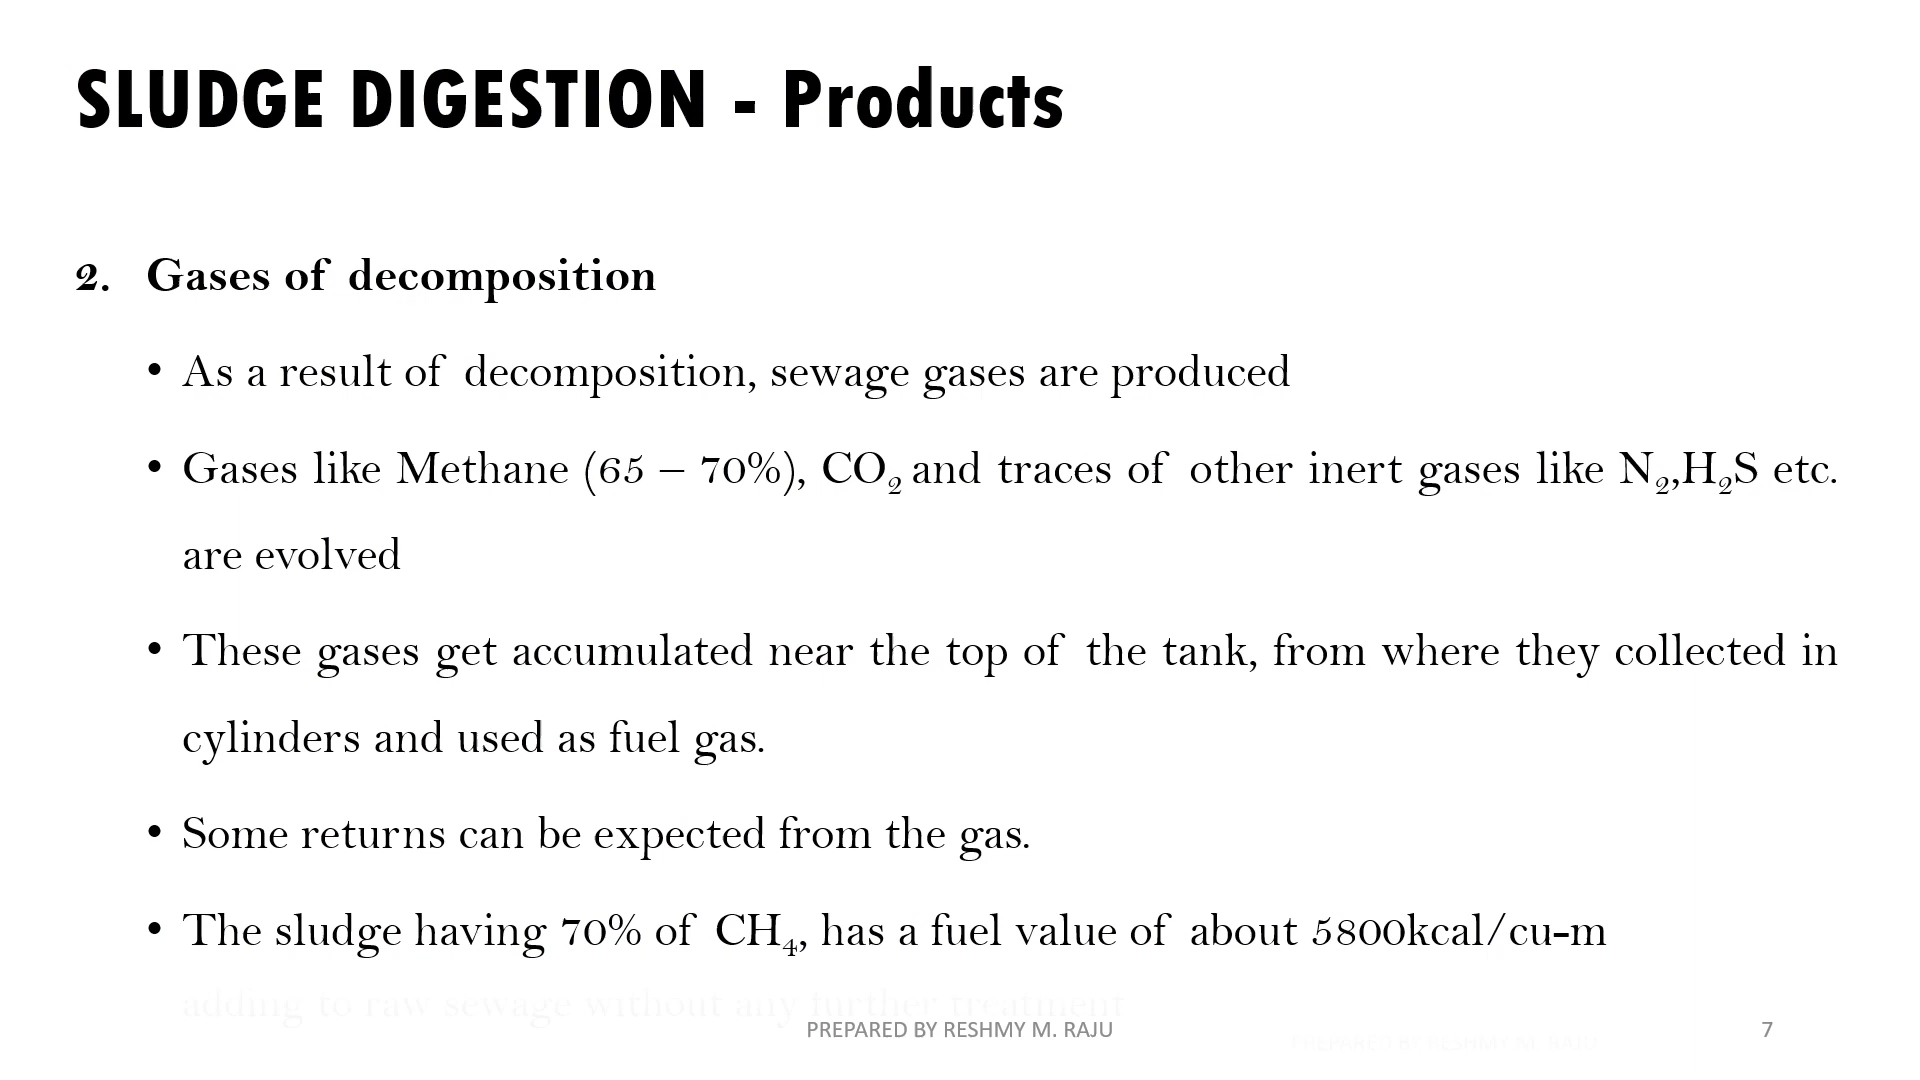 SLUDGE DIGESTION - Products
2. Gases of decomposition
• As a result of decomposition, sewage gases are produced
• Gases like Methane (65 – 70%), CO₂ and traces of other inert gases like N₂,H₂S etc.
are evolved
• These gases get accumulated near the top of the tank, from where they collected in
cylinders and used as fuel gas.
• Some returns can be expected from the gas.
• The sludge having 70% of CH₄, has a fuel value of about 5800kcal/cu-m
adding to raw sewage without any further treatment
PREPARED BY RESHMY M. RAJU
7
PREPARED BY RESHMY M. RAJU